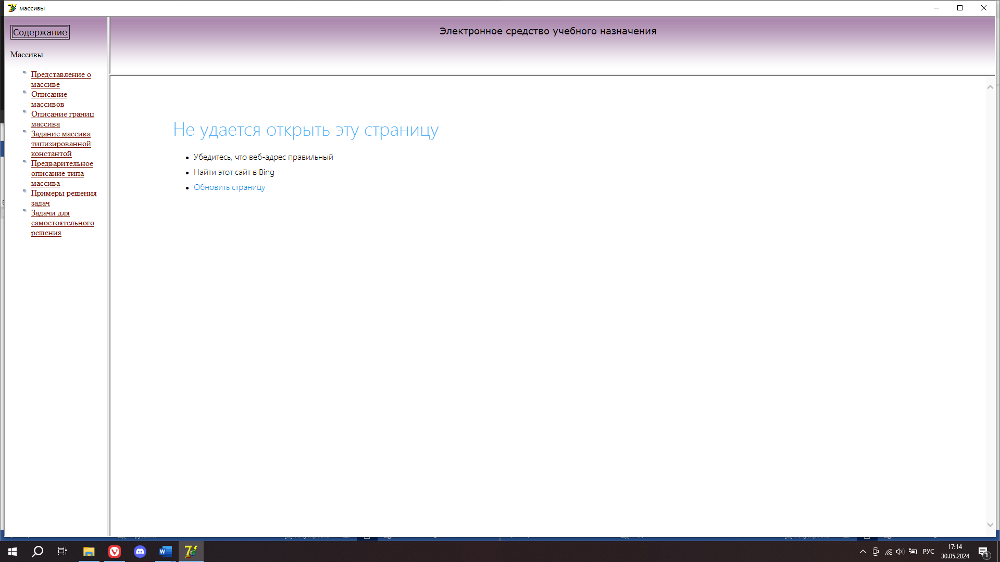 массивы
Содержание
Массивы
Представление о
массиве
Описание
массивов
Описание границ
массива
Задание массива
типизированной
константой
Предварительное
описание типа
массива
Примеры решения
задач
Задачи для
самостоятельного
решения
Электронное средство учебного назначения
Не удается открыть эту страницу
Убедитесь, что веб-адрес правильный
Найти этот сайт в Bing
Обновить страницу
РУС
17:14
30.05.2024
1